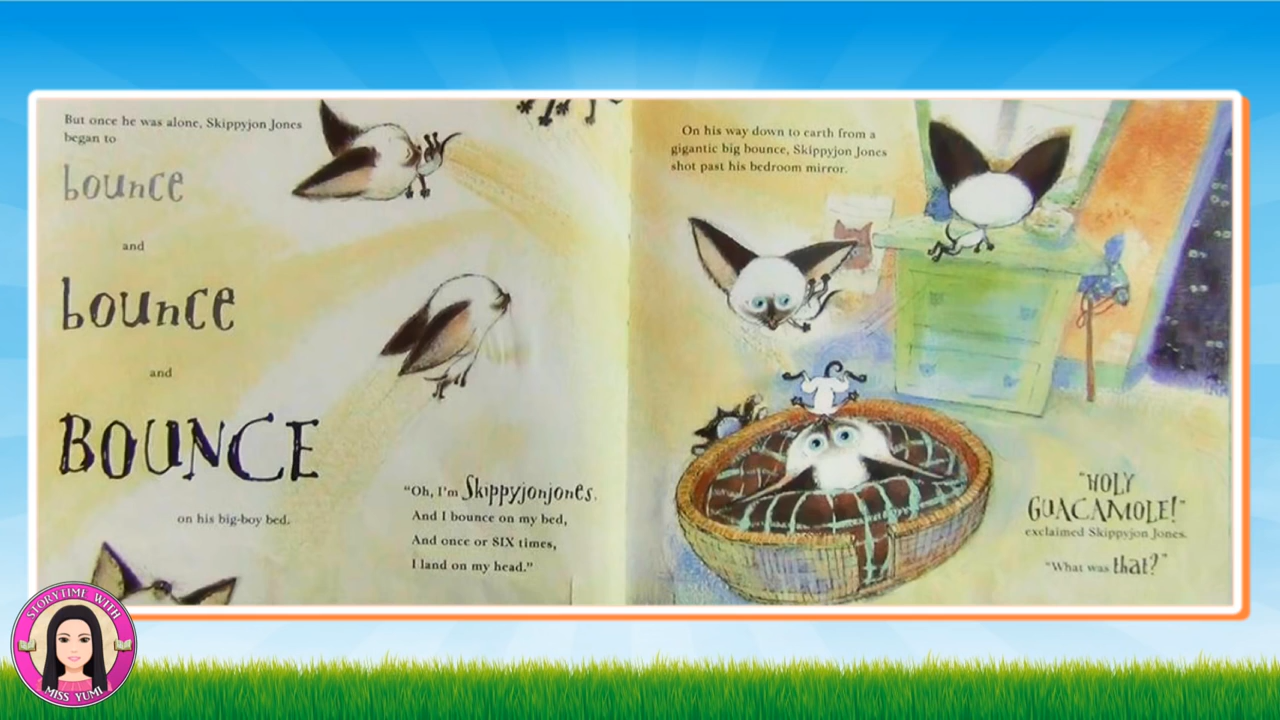 But once he was alone, Skippyjon Jones
began to
bounce
and
bounce
and
BOUNCE
on his big-boy bed.
"Oh, I'm Skippyjonjones,
And I bounce on my bed,
And once or SIX times,
I land on my head."
On his way down to earth from a
gigantic big bounce, Skippyjon Jones
shot past his bedroom mirror.
"HOLY
GUACAMOLE!"
exclaimed Skippyjon Jones.
"What was that?"
STORYTIME WITH
MISS YUMI